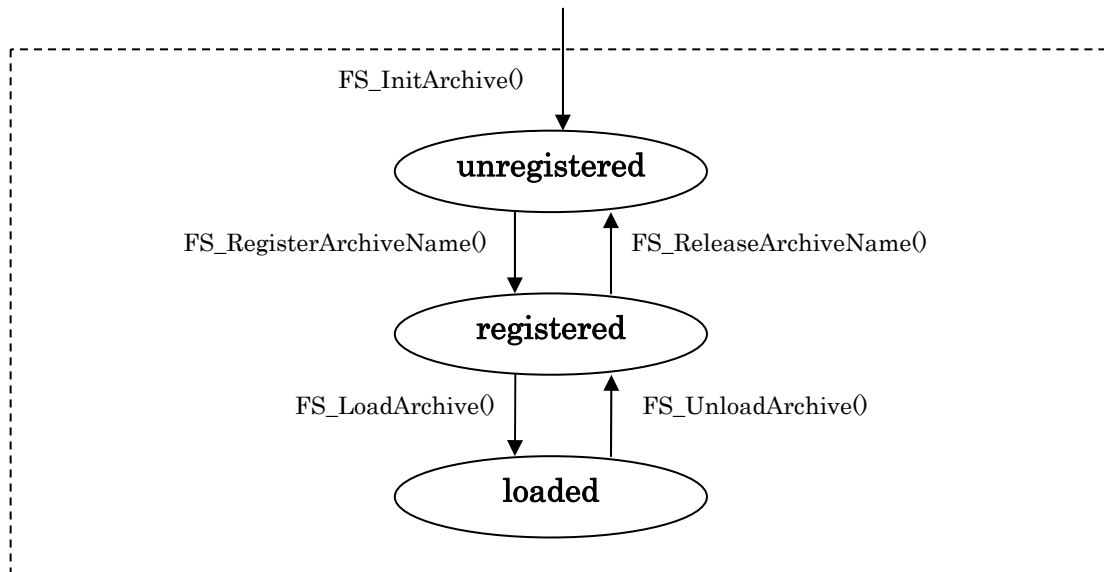 FS_InitArchive()
unregistered
FS_RegisterArchiveName()
FS_ReleaseArchiveName()
registered
FS_LoadArchive()
FS_UnloadArchive()
loaded